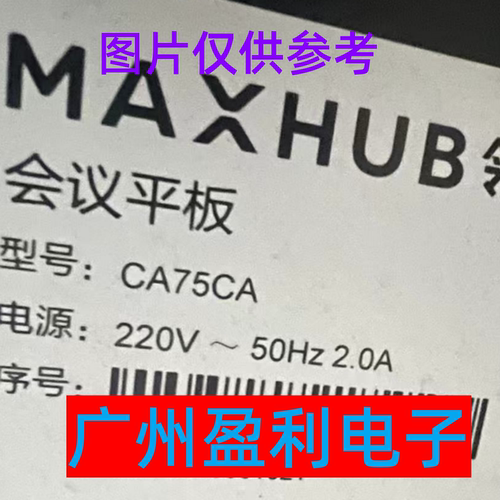 图片仅供参考
MAXHUB
会议平板
型号：CA75CA
电源：220V ～ 50Hz 2.0A
序号：
广州盈利电子